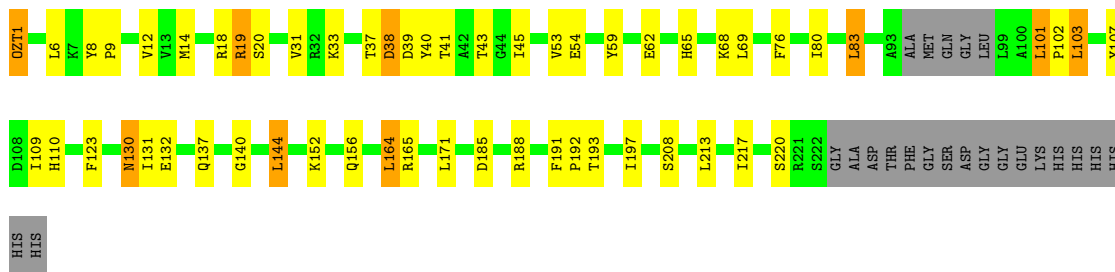 OZT1 L6 K7 Y8 P9 V12 V13 M14 R18 R19 S20 V31 R32 K33 T37 D38 D39 Y40 T41 A42 T43 G44 I45 V53 E54 Y59 E62 H65 K68 L69 F76 I80 L83 A93 ALA MET GLN GLY LEU L99 A100 L101 P102 L103
D108 I109 H110 F123 N130 I131 E132 Q137 G140 L144 K152 Q156 L164 R165 L171 D185 R188 F191 P192 T193 I197 S208 L213 I217 S220 R221 S222 GLY ALA ASP THR PHE GLY SER ASP GLY GLY GLU LYS HIS HIS HIS HIS
HIS HIS